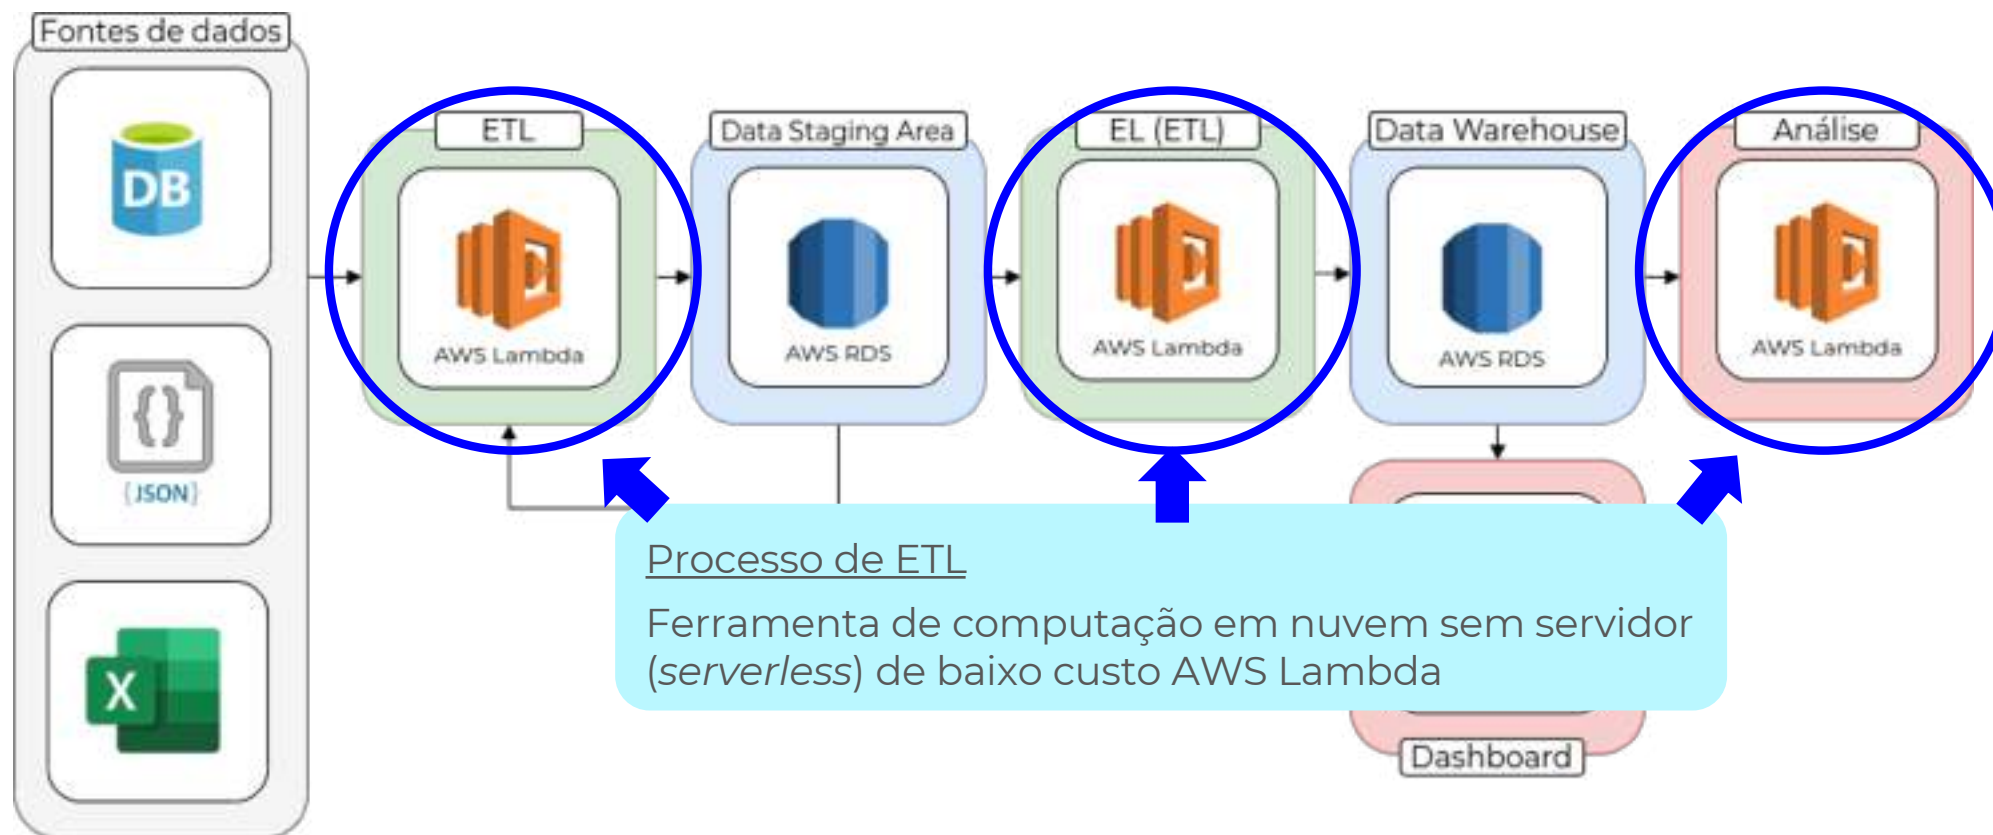 Fontes de dados
DB
{ }
{JSON}
X
ETL
AWS Lambda
Data Staging Area
AWS RDS
EL (ETL)
AWS Lambda
Data Warehouse
AWS RDS
Análise
AWS Lambda
Processo de ETL
Ferramenta de computação em nuvem sem servidor
(serverless) de baixo custo AWS Lambda
Dashboard